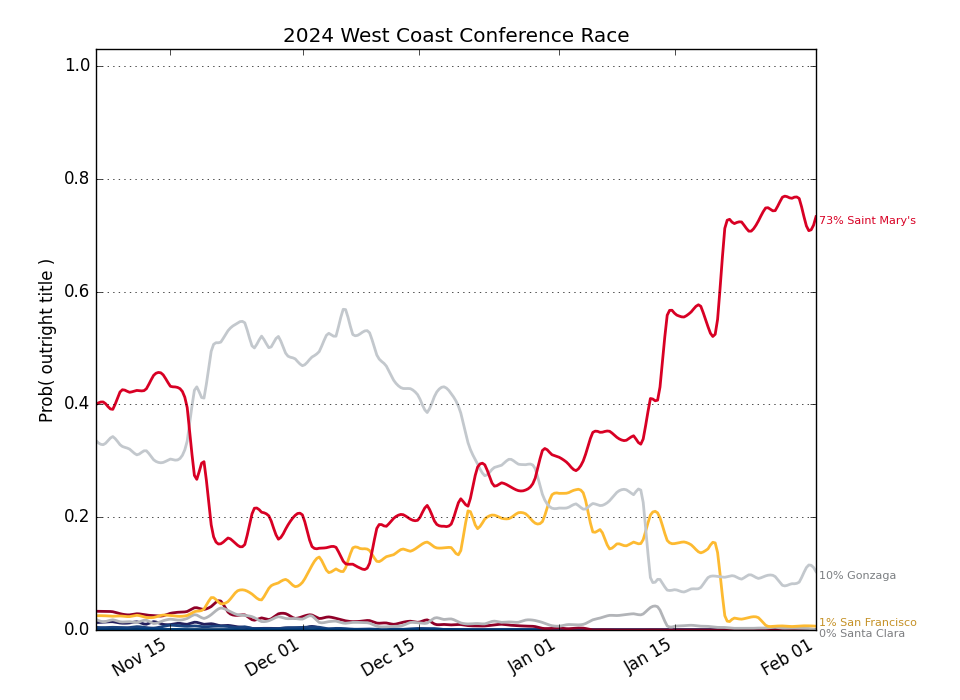 2024 West Coast Conference Race
Prob( outright title )
1.0
0.8
0.6
0.4
0.2
0.0
Nov 15
Dec 01
Dec 15
Jan 01
Jan 15
Feb 01
73% Saint Mary's
10% Gonzaga
1% San Francisco
0% Santa Clara